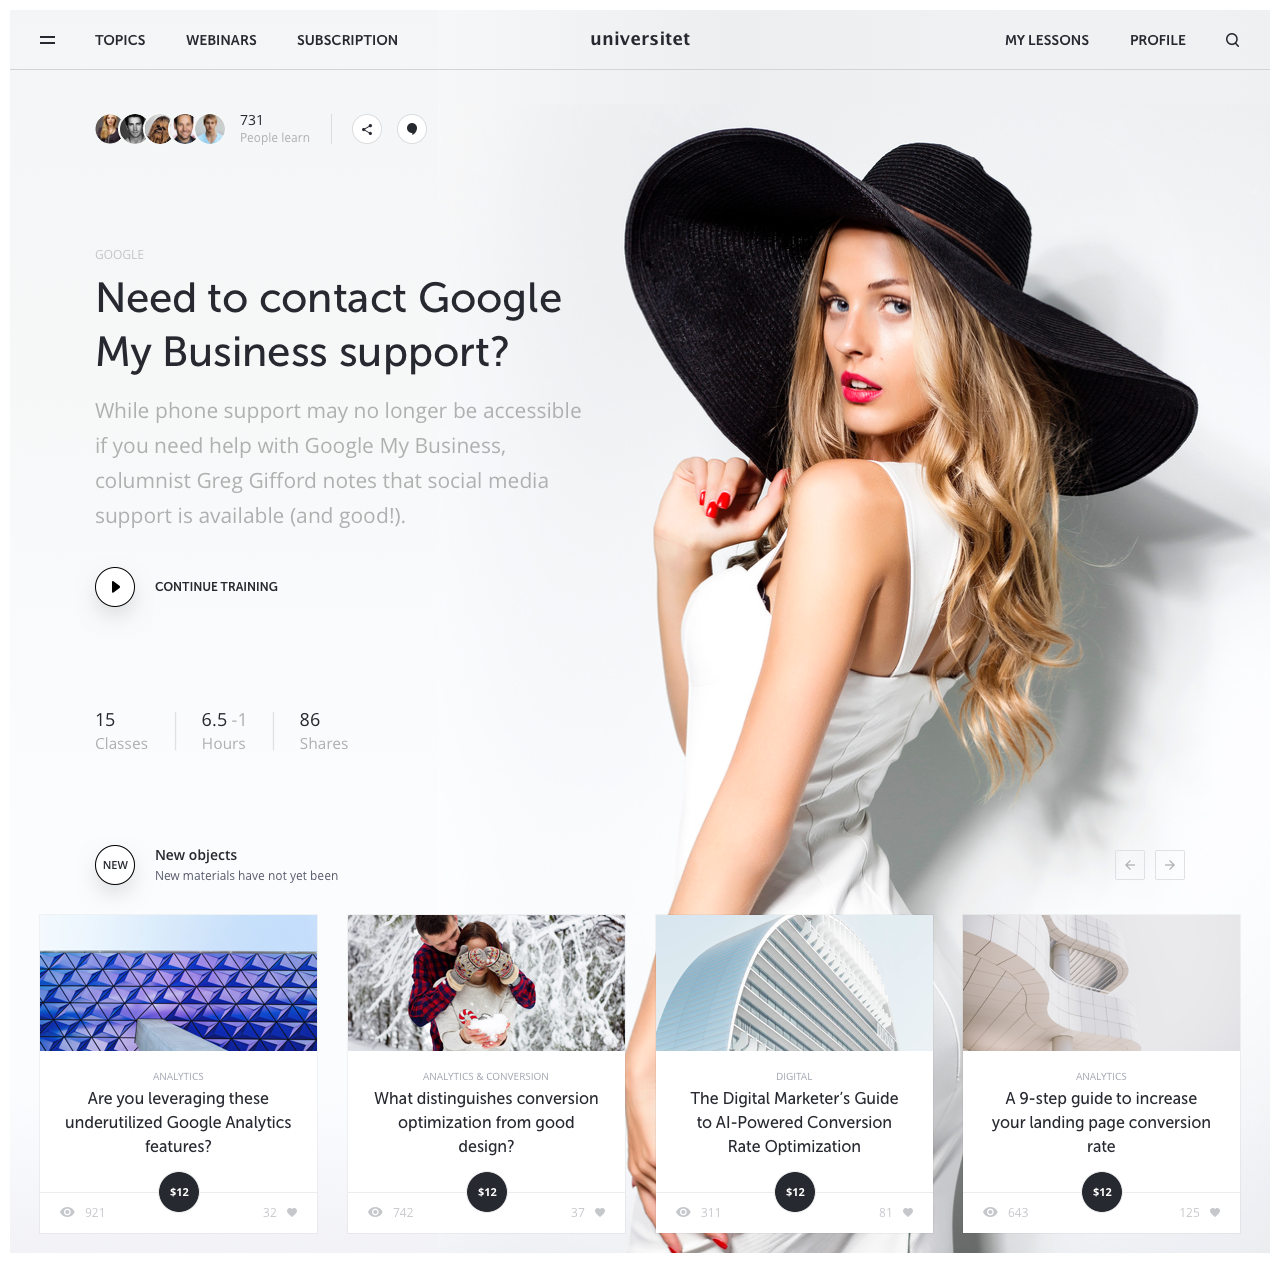 TOPICS WEBINARS SUBSCRIPTION universitet MY LESSONS PROFILE
731
People learn
GOOGLE
Need to contact Google
My Business support?
While phone support may no longer be accessible
if you need help with Google My Business,
columnist Greg Gifford notes that social media
support is available (and good!).
CONTINUE TRAINING
15
Classes
6.5 -1
Hours
86
Shares
NEW
New objects
New materials have not yet been
ANALYTICS
Are you leveraging these
underutilized Google Analytics
features?
$12
921 32
ANALYTICS & CONVERSION
What distinguishes conversion
optimization from good
design?
$12
742 37
DIGITAL
The Digital Marketer’s Guide
to AI-Powered Conversion
Rate Optimization
$12
311 81
ANALYTICS
A 9-step guide to increase
your landing page conversion
rate
$12
643 125